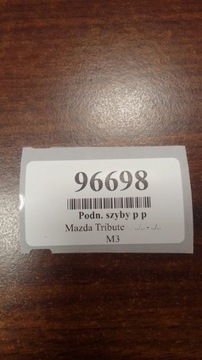 96698
Podn. szyby p p
Mazda Tribute ../..- ../..
M3